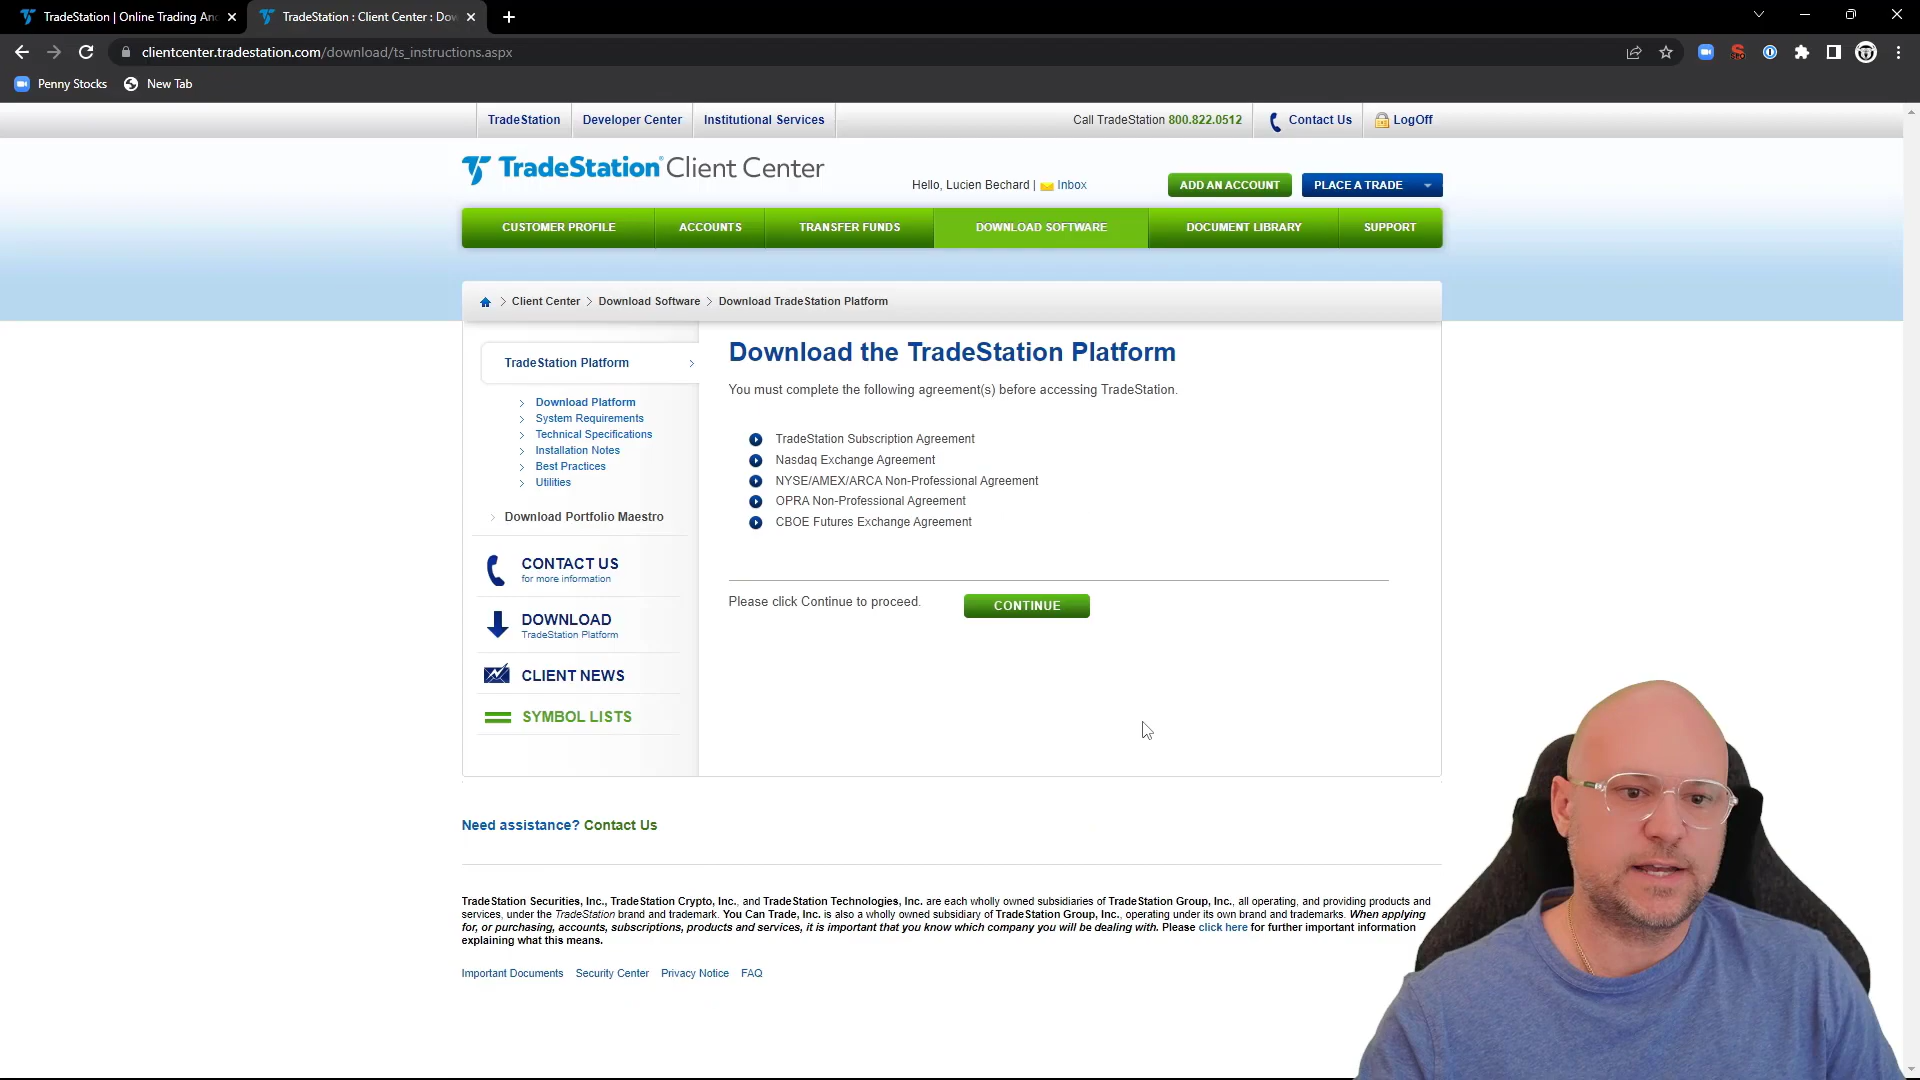 TradeStation | Online Trading An
TradeStation : Client Center : Dow
clientcenter.tradestation.com/download/ts_instructions.aspx
Penny Stocks
New Tab
TradeStation
Developer Center
Institutional Services
Call TradeStation 800.822.0512
Contact Us
LogOff
TradeStation Client Center
Hello, Lucien Bechard | Inbox
ADD AN ACCOUNT
PLACE A TRADE
CUSTOMER PROFILE
ACCOUNTS
TRANSFER FUNDS
DOWNLOAD SOFTWARE
DOCUMENT LIBRARY
SUPPORT
Client Center > Download Software > Download TradeStation Platform
TradeStation Platform
Download Platform
System Requirements
Technical Specifications
Installation Notes
Best Practices
Utilities
Download Portfolio Maestro
CONTACT US
for more information
DOWNLOAD
TradeStation Platform
CLIENT NEWS
SYMBOL LISTS
Download the TradeStation Platform
You must complete the following agreement(s) before accessing TradeStation.
TradeStation Subscription Agreement
Nasdaq Exchange Agreement
NYSE/AMEX/ARCA Non-Professional Agreement
OPRA Non-Professional Agreement
CBOE Futures Exchange Agreement
Please click Continue to proceed.
CONTINUE
Need assistance? Contact Us
TradeStation Securities, Inc., TradeStation Crypto, Inc., and TradeStation Technologies, Inc. are each wholly owned subsidiaries of TradeStation Group, Inc., all operating, and providing products and
services, under the TradeStation brand and trademark. You Can Trade, Inc. is also a wholly owned subsidiary of TradeStation Group, Inc., operating under its own brand and trademarks. When applying
for, or purchasing, accounts, subscriptions, products and services, it is important that you know which company you will be dealing with. Please click here for further important information
explaining what this means.
Important Documents
Security Center
Privacy Notice
FAQ